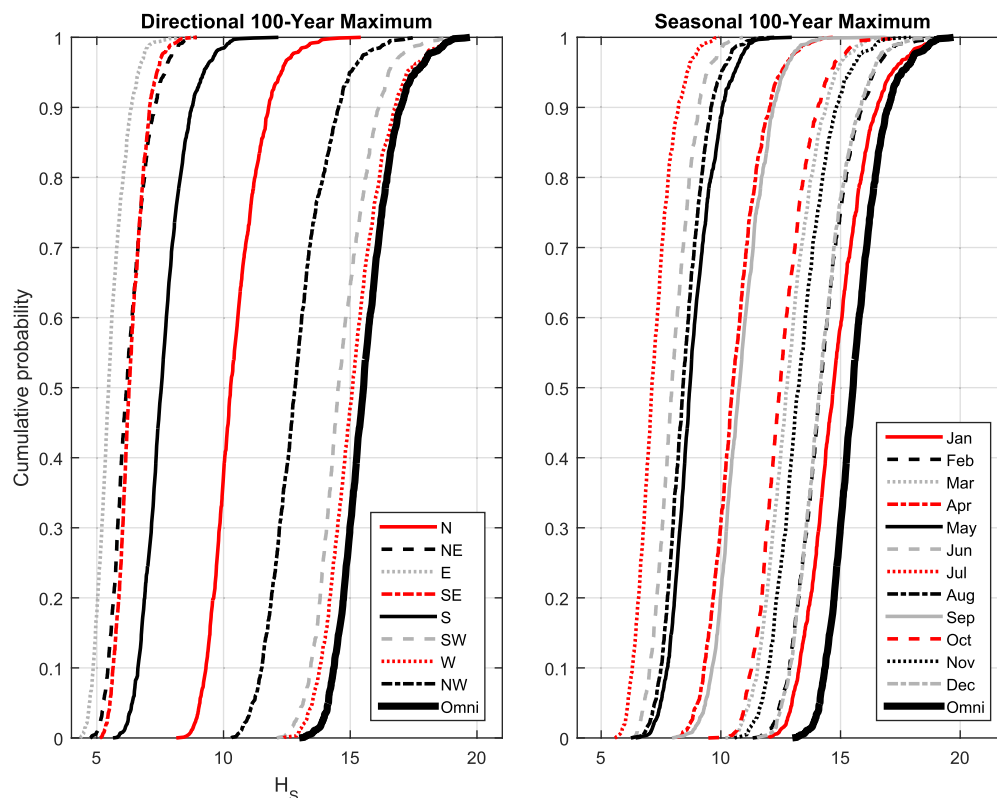 Directional 100-Year Maximum
Cumulative probability
1
0.9
0.8
0.7
0.6
0.5
0.4
0.3
0.2
0.1
0
5
10
15
20
H_S
N
NE
E
SE
S
SW
W
NW
Omni
Seasonal 100-Year Maximum
1
0.9
0.8
0.7
0.6
0.5
0.4
0.3
0.2
0.1
0
5
10
15
20
Jan
Feb
Mar
Apr
May
Jun
Jul
Aug
Sep
Oct
Nov
Dec
Omni